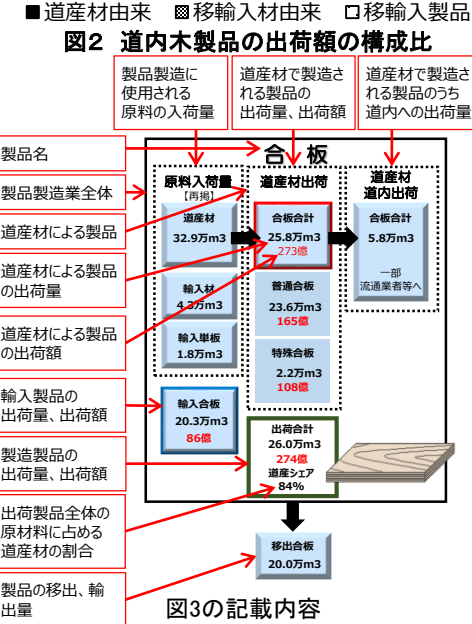 ■道産材由来 ▩移輸入材由来 □移輸入製品
図2 道内木製品の出荷額の構成比
製品製造に
使用される
原料の入荷量
道産材で製造さ
れる製品の
出荷量、出荷額
道産材で製造さ
れる製品のうち
道内への出荷量
製品名
製品製造業全体
道産材による製品
道産材による製品
の出荷量
道産材による製品
の出荷額
輸入製品の
出荷量、出荷額
製造製品の
出荷量、出荷額
出荷製品全体の
原材料に占める
道産材の割合
製品の移出、輸
出量
合板
原料入荷量
【再掲】
道産材
32.9万m3
輸入材
4.3万m3
輸入単板
1.8万m3
輸入合板
20.3万m3
86億
道産材出荷
合板合計
25.8万m3
273億
普通合板
23.6万m3
165億
特殊合板
2.2万m3
108億
出荷合計
26.0万m3
274億
道産シェア
84%
道産材
道内出荷
合板合計
5.8万m3
一部
流通業者等へ
移出合板
20.0万m3
図3の記載内容